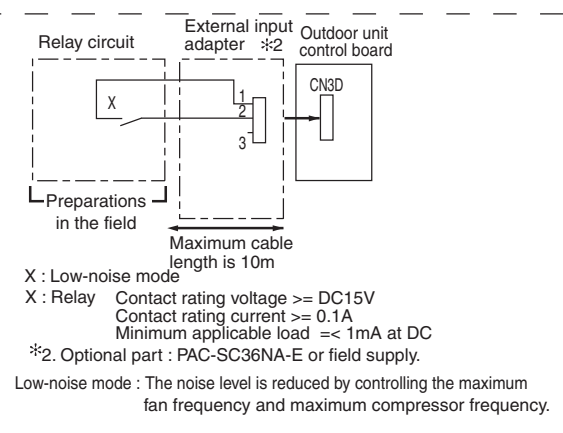 Relay circuit
External input
adapter ※2
Outdoor unit
control board
X
1
2
3
CN3D
Preparations
in the field
Maximum cable
length is 10m
X : Low-noise mode
X : Relay Contact rating voltage >= DC15V
Contact rating current >= 0.1A
Minimum applicable load =< 1mA at DC
※2. Optional part : PAC-SC36NA-E or field supply.
Low-noise mode : The noise level is reduced by controlling the maximum
fan frequency and maximum compressor frequency.